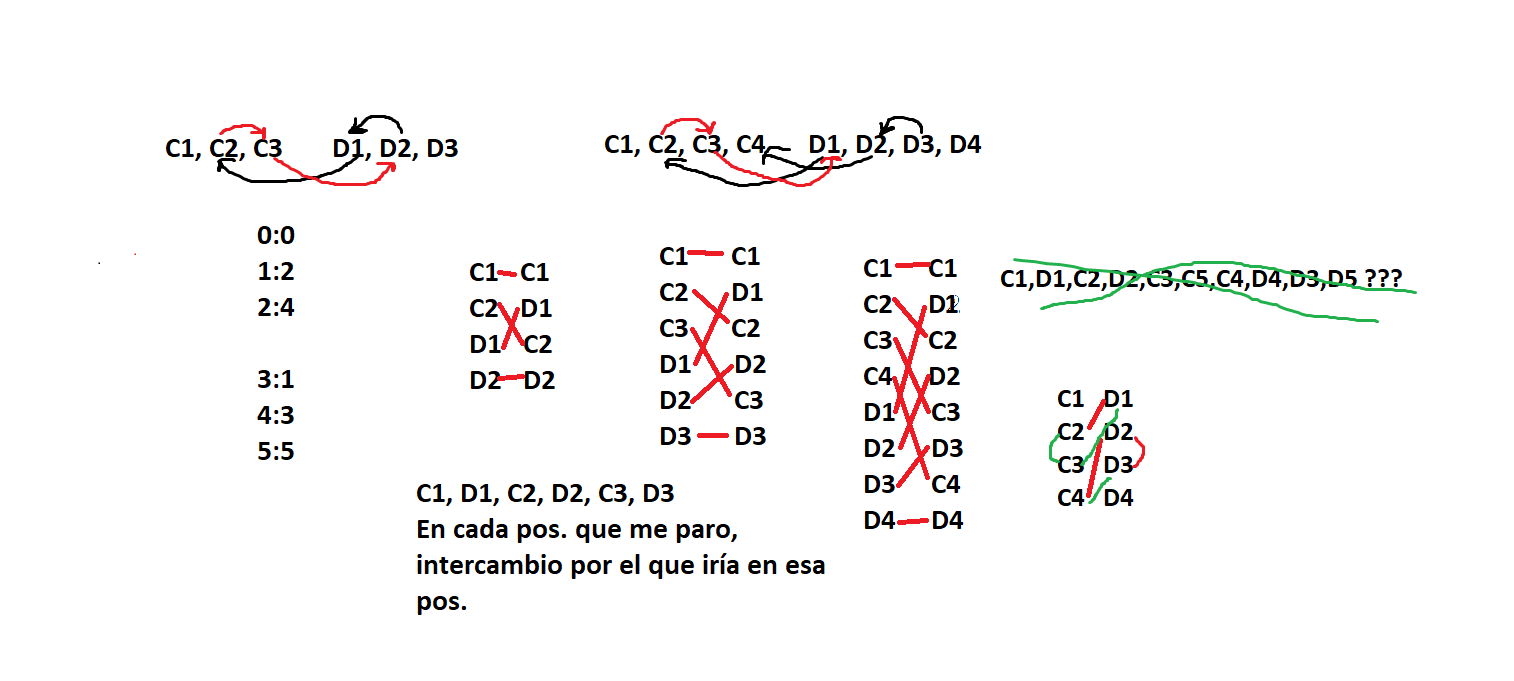 C1, C2, C3 D1, D2, D3
C1, C2, C3, C4 D1, D2, D3, D4
0:0
1:2
2:4
3:1
4:3
5:5
C1 C1
C2 D1
D1 C2
D2 D2
C1 C1
C2 D1
C3 C2
D1 D2
D2 C3
D3 D3
C1 C1
C2 D1
C3 C2
C4 D2
D1 C3
D2 D3
D3 C4
D4 D4
C1,D1,C2,D2,C3,C5,C4,D4,D3,D5 ???
C1 D1
C2 D2
C3 D3
C4 D4
C1, D1, C2, D2, C3, D3
En cada pos. que me paro,
intercambio por el que iría en esa
pos.